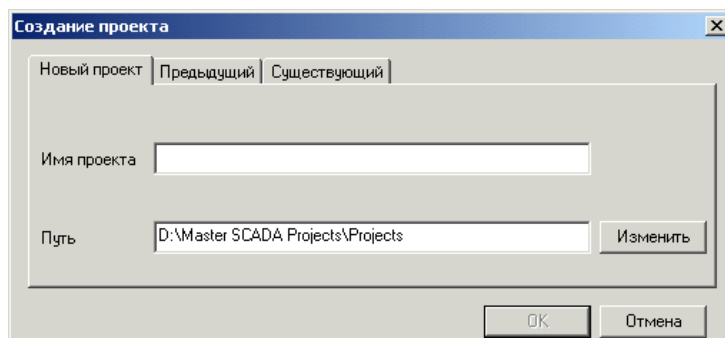 Создание проекта
Новый проект Предыдущий Существующий
Имя проекта
Путь D:\Master SCADA Projects\Projects Изменить
OK Отмена